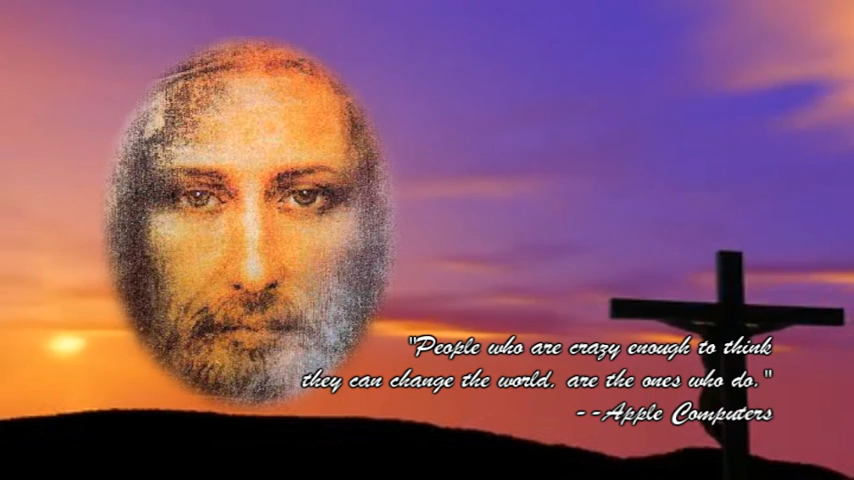 "People who are crazy enough to think
they can change the world, are the ones who do."
--Apple Computers